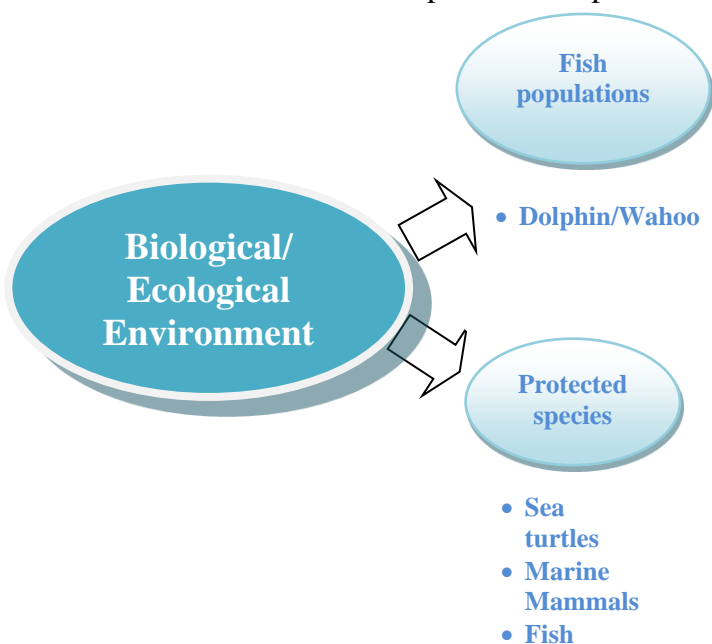 Fish
populations
• Dolphin/Wahoo
Biological/
Ecological
Environment
Protected
species
• Sea
turtles
• Marine
Mammals
• Fish